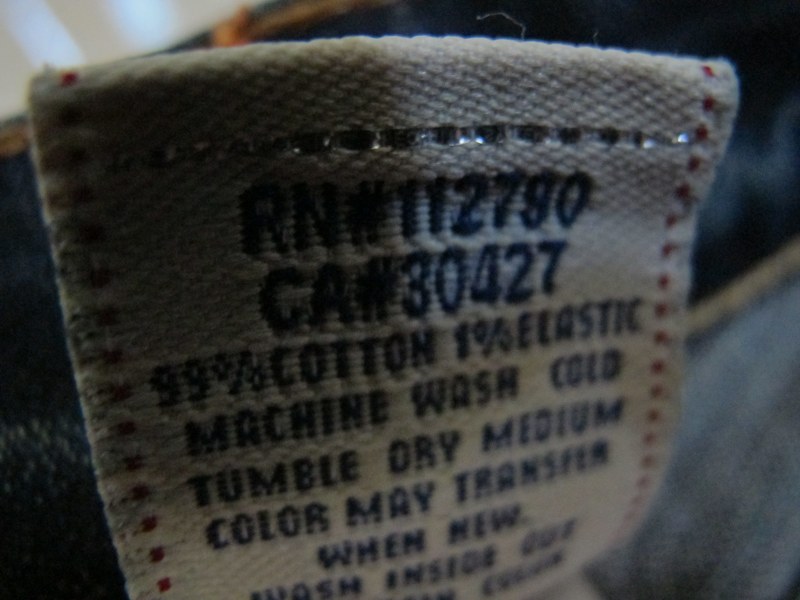 RN#112790
CA#30427
99%COTTON 1%ELASTIC
MACHINE WASH COLD
TUMBLE DRY MEDIUM
COLOR MAY TRANSFER
WHEN NEW.
WASH INSIDE OUT
COLOR